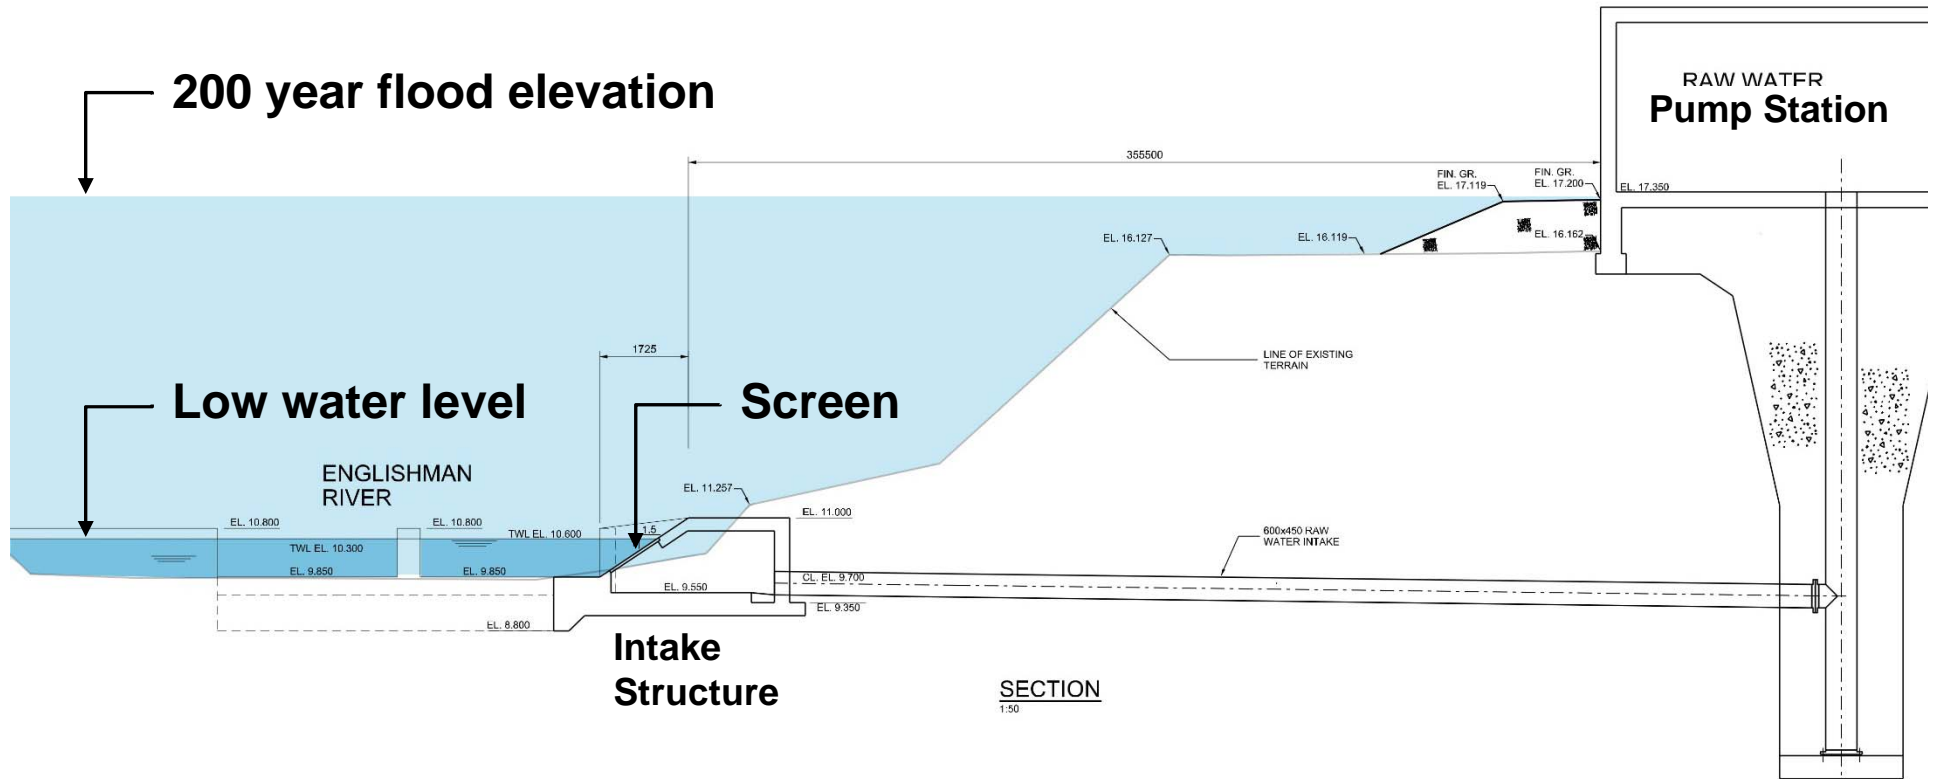 200 year flood elevation
RAW WATER
Pump Station
355500
FIN. GR.
EL. 17.119
FIN. GR.
EL. 17.200
EL. 17.350
EL. 16.127
EL. 16.119
EL. 16.162
1725
LINE OF EXISTING
TERRAIN
Low water level
Screen
ENGLISHMAN
RIVER
EL. 11.257
EL. 10.800
EL. 10.800
TWL EL. 10.600
1.5
EL. 11.000
TWL EL. 10.300
600x450 RAW
WATER INTAKE
EL. 9.850
EL. 9.850
EL. 9.550
CL. EL. 9.700
EL. 9.350
EL. 8.800
Intake
Structure
SECTION
1:50